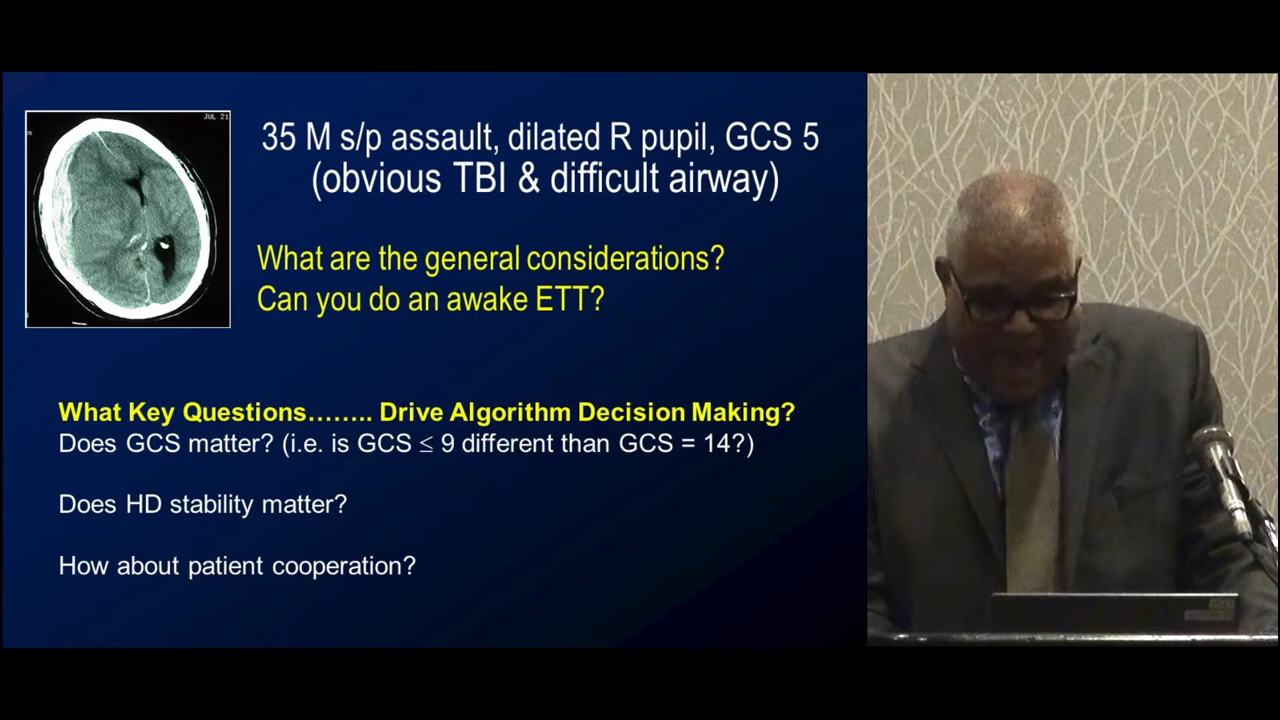 JUL 21
35 M s/p assault, dilated R pupil, GCS 5
(obvious TBI & difficult airway)
What are the general considerations?
Can you do an awake ETT?
What Key Questions…….. Drive Algorithm Decision Making?
Does GCS matter? (i.e. is GCS ≤ 9 different than GCS = 14?)
Does HD stability matter?
How about patient cooperation?